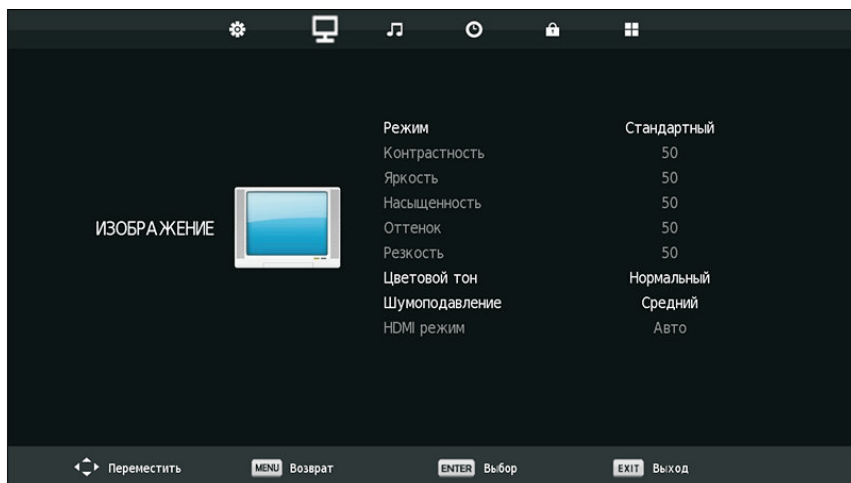 Режим Стандартный
Контрастность 50
Яркость 50
Насыщенность 50
ИЗОБРАЖЕНИЕ
Оттенок 50
Резкость 50
Цветовой тон Нормальный
Шумоподавление Средний
HDMI режим Авто
Переместить MENU Возврат ENTER Выбор EXIT Выход